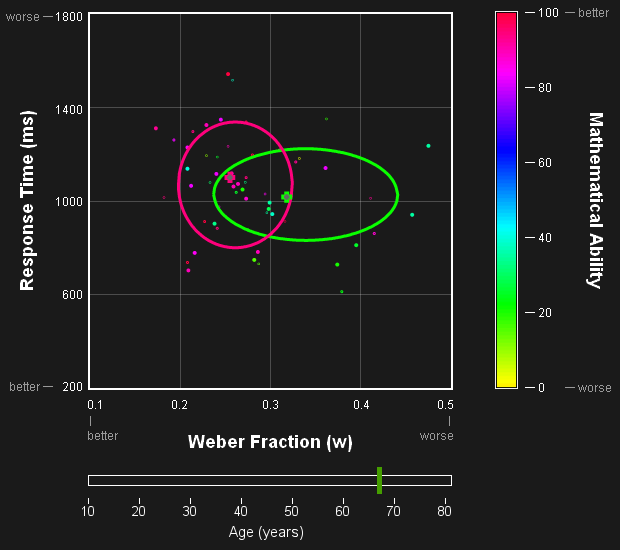 worse
1800
1400
1000
600
200
better
Response Time (ms)
0.1 0.2 0.3 0.4 0.5
better
worse
Weber Fraction (w)
100
80
60
40
20
0
better
worse
Mathematical Ability
10 20 30 40 50 60 70 80
Age (years)